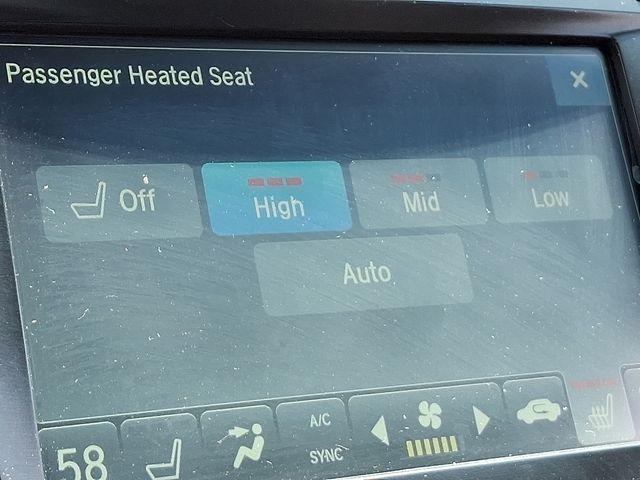 Passenger Heated Seat
×
Off
High
Mid
Low
Auto
58
A/C
SYNC